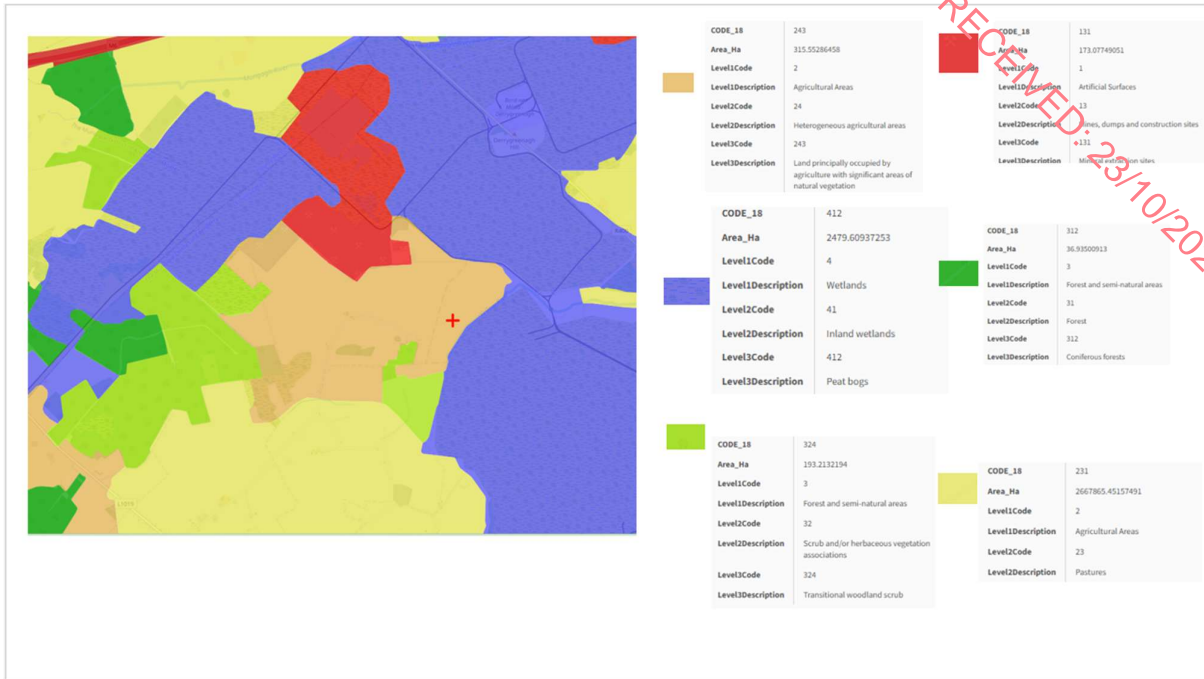 RECEIVED: 23/10/202
CODE_18 243
Area_Ha 315.55286458
Level1Code 2
Level1Description Agricultural Areas
Level2Code 24
Level2Description Heterogeneous agricultural areas
Level3Code 243
Level3Description Land principally occupied by
agriculture with significant areas of
natural vegetation
CODE_18 131
Area_Ha 173.07749051
Level1Code 1
Level1Description Artificial Surfaces
Level2Code 13
Level2Description Mines, dumps and construction sites
Level3Code 131
Level3Description Mineral extraction sites
CODE_18 412
Area_Ha 2479.60937253
Level1Code 4
Level1Description Wetlands
Level2Code 41
Level2Description Inland wetlands
Level3Code 412
Level3Description Peat bogs
CODE_18 312
Area_Ha 36.93500913
Level1Code 3
Level1Description Forest and semi-natural areas
Level2Code 31
Level2Description Forest
Level3Code 312
Level3Description Coniferous forests
CODE_18 324
Area_Ha 193.2132194
Level1Code 3
Level1Description Forest and semi-natural areas
Level2Code 32
Level2Description Scrub and/or herbaceous vegetation
associations
Level3Code 324
Level3Description Transitional woodland scrub
CODE_18 231
Area_Ha 2667865.45157491
Level1Code 2
Level1Description Agricultural Areas
Level2Code 23
Level2Description Pastures